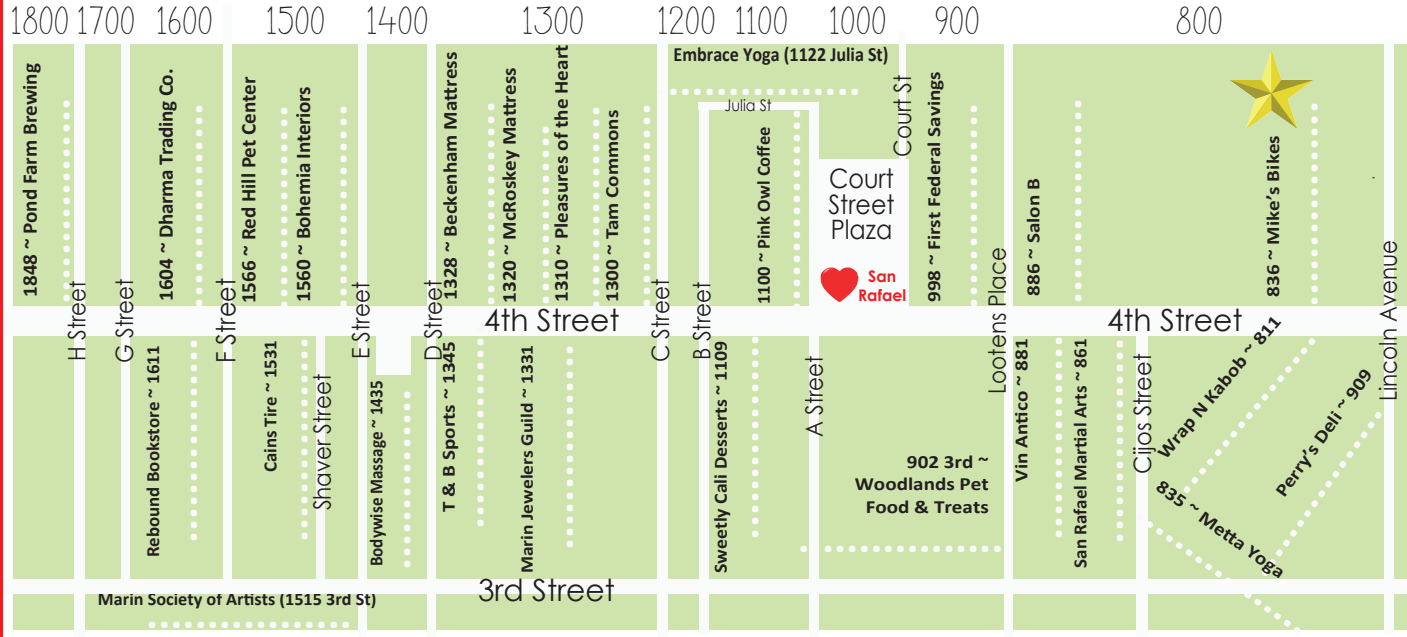 1800 1700 1600 1500 1400 1300 1200 1100 1000 900 800
1848 ~ Pond Farm Brewing
1604 ~ Dharma Trading Co.
1566 ~ Red Hill Pet Center
1560 ~ Bohemia Interiors
1328 ~ Beckenham Mattress
1320 ~ McRoskey Mattress
1310 ~ Pleasures of the Heart
1300 ~ Tam Commons
Embrace Yoga (1122 Julia St)
Julia St
1100 ~ Pink Owl Coffee
Court St
Court
Street
Plaza
San
Rafael
998 ~ First Federal Savings
886 ~ Salon B
836 ~ Mike's Bikes
H Street
G Street
F Street
E Street
D Street
4th Street
C Street
B Street
A Street
Lootens Place
4th Street
Lincoln Avenue
Rebound Bookstore ~ 1611
Cains Tire ~ 1531
Shaver Street
Bodywise Massage ~ 1435
T & B Sports ~ 1345
Marin Jewelers Guild ~ 1331
Sweetly Cali Desserts ~ 1109
902 3rd ~
Woodlands Pet
Food & Treats
Vin Antico ~ 881
San Rafael Martial Arts ~ 861
Cijos Street
Wrap N Kabob ~ 811
835 ~ Metta Yoga
Perry's Deli ~ 909
3rd Street
Marin Society of Artists (1515 3rd St)